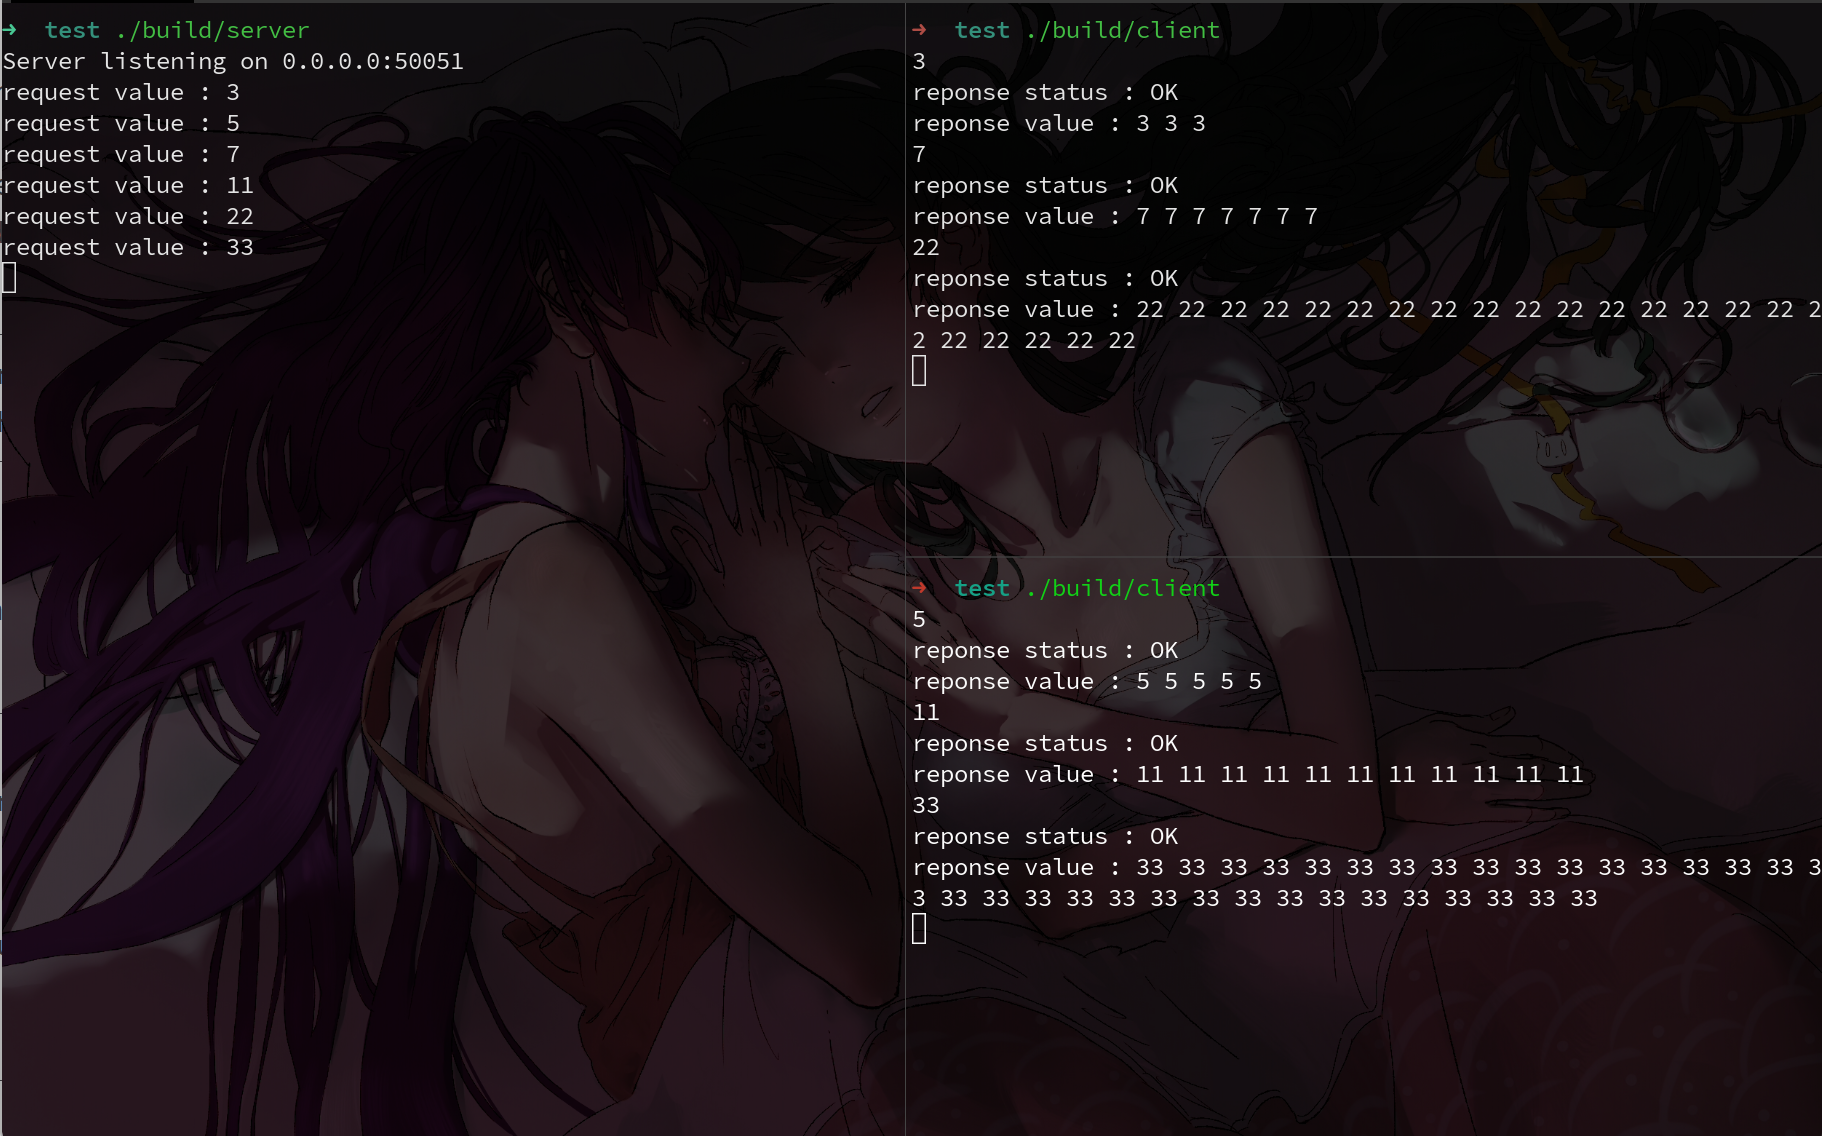 ➜  test ./build/server
Server listening on 0.0.0.0:50051
request value : 3
request value : 5
request value : 7
request value : 11
request value : 22
request value : 33
➜  test ./build/client
3
reponse status : OK
reponse value : 3 3 3
7
reponse status : OK
reponse value : 7 7 7 7 7 7 7
22
reponse status : OK
reponse value : 22 22 22 22 22 22 22 22 22 22 22 22 22 22 22 22 2
2 22 22 22 22 22
➜  test ./build/client
5
reponse status : OK
reponse value : 5 5 5 5 5
11
reponse status : OK
reponse value : 11 11 11 11 11 11 11 11 11 11 11
33
reponse status : OK
reponse value : 33 33 33 33 33 33 33 33 33 33 33 33 33 33 33 33 3
3 33 33 33 33 33 33 33 33 33 33 33 33 33 33 33 33